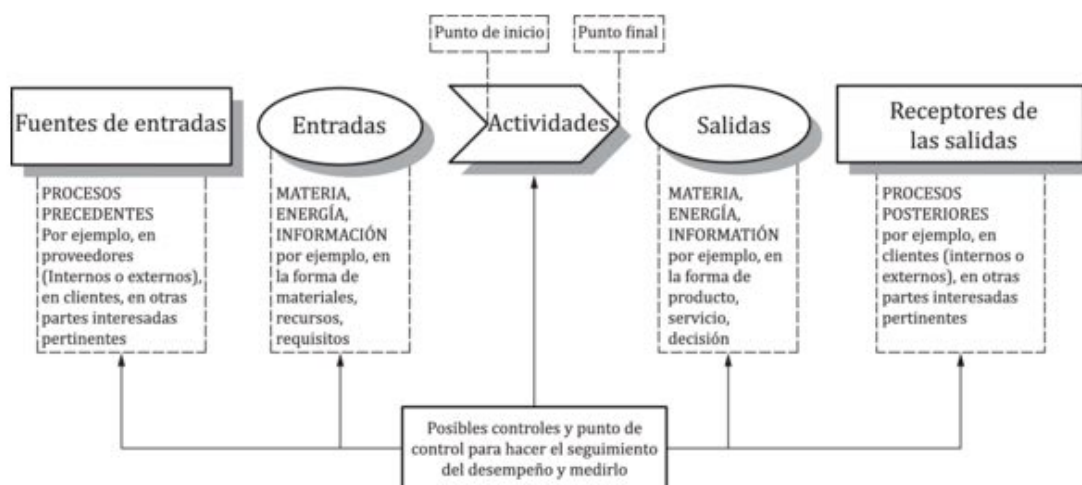 Punto de inicio
Punto final
Fuentes de entradas
Entradas
Actividades
Salidas
Receptores de
las salidas
PROCESOS
PRECEDENTES
Por ejemplo, en
proveedores
(Internos o externos),
en clientes, en otras
partes interesadas
pertinentes
MATERIA,
ENERGÍA,
INFORMACIÓN
por ejemplo, en
la forma de
materiales,
recursos,
requisitos
MATERIA,
ENERGÍA,
INFORMATIÓN
por ejemplo, en
la forma de
producto,
servicio,
decisión
PROCESOS
POSTERIORES
por ejemplo, en
clientes (internos o
externos), en otras
partes interesadas
pertinentes
Posibles controles y punto de
control para hacer el seguimiento
del desempeño y medirlo